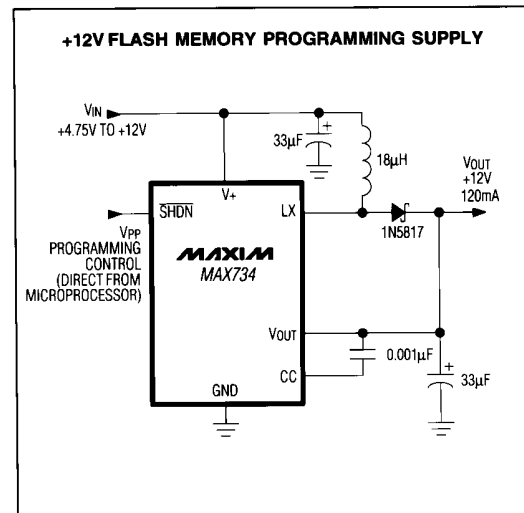 +12V FLASH MEMORY PROGRAMMING SUPPLY
VIN
+4.75V TO +12V
33µF
+
18µH
VOUT
+12V
120mA
V+
SHDN
LX
1N5817
VPP
PROGRAMMING
CONTROL
(DIRECT FROM
MICROPROCESSOR)
MAXIM
MAX734
VOUT
0.001µF
CC
+
33µF
GND